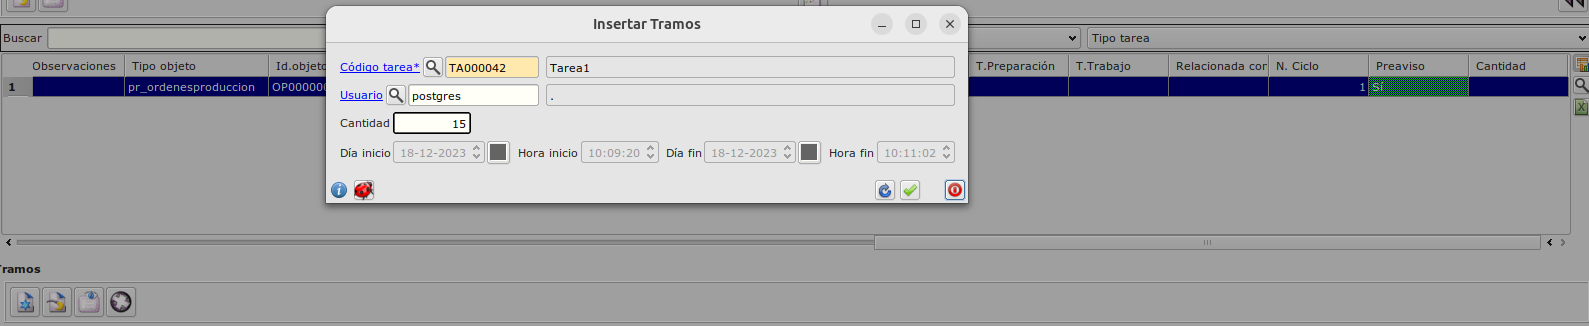 Insertar Tramos
Buscar
Tipo tarea
Observaciones Tipo objeto Id.objeto T.Preparación T.Trabajo Relacionada con N. Ciclo Preaviso Cantidad
1 pr_ordenesproduccion OP00000 1 Sí
Código tarea* TA000042 Tarea1
Usuario postgres .
Cantidad 15
Día inicio 18-12-2023 Hora inicio 10:09:20 Día fin 18-12-2023 Hora fin 10:11:02
Tramos